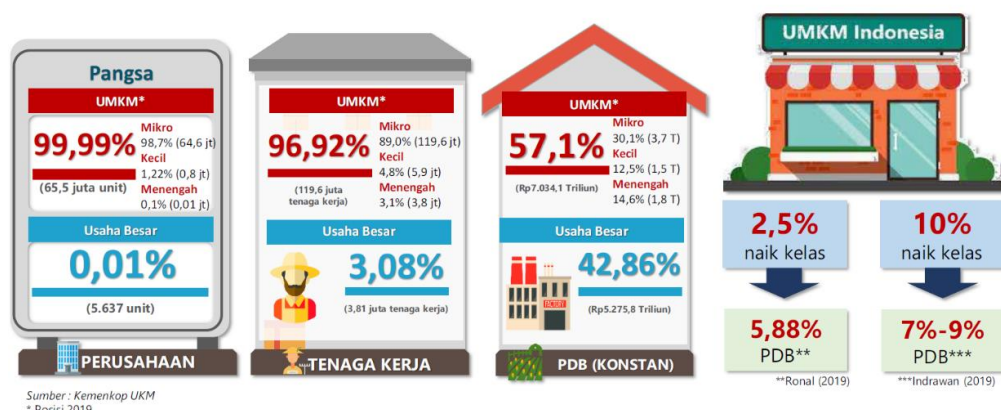 Pangsa
UMKM*
99,99%
(65,5 juta unit)
Mikro
98,7% (64,6 jt)
Kecil
1,22% (0,8 jt)
Menengah
0,1% (0,01 jt)
Usaha Besar
0,01%
(5.637 unit)
PERUSAHAAN
UMKM*
96,92%
(119,6 juta
tenaga kerja)
Mikro
89,0% (119,6 jt)
Kecil
4,8% (5,9 jt)
Menengah
3,1% (3,8 jt)
Usaha Besar
3,08%
(3,81 juta tenaga kerja)
TENAGA KERJA
UMKM*
57,1%
(Rp7.034,1 Triliun)
Mikro
30,1% (3,7 T)
Kecil
12,5% (1,5 T)
Menengah
14,6% (1,8 T)
Usaha Besar
42,86%
(Rp5.275,8 Triliun)
FACTORY
PDB (KONSTAN)
UMKM Indonesia
2,5%
naik kelas
5,88%
PDB**
**Ronal (2019)
10%
naik kelas
7%-9%
PDB***
***Indrawan (2019)
Sumber : Kemenkop UKM
* Posisi 2019